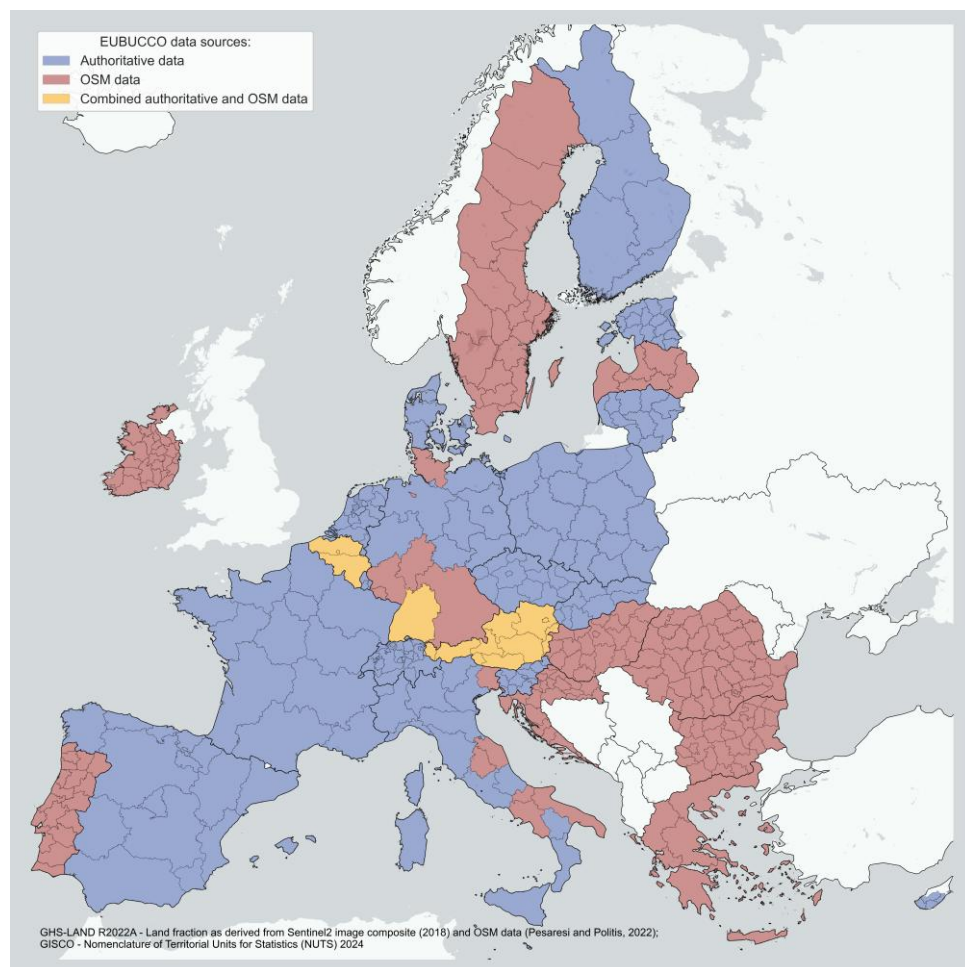 EUBUCCO data sources:
Authoritative data
OSM data
Combined authoritative and OSM data
GHS-LAND R2022A - Land fraction as derived from Sentinel2 image composite (2018) and OSM data (Pesaresi and Politis, 2022);
GISCO - Nomenclature of Territorial Units for Statistics (NUTS) 2024